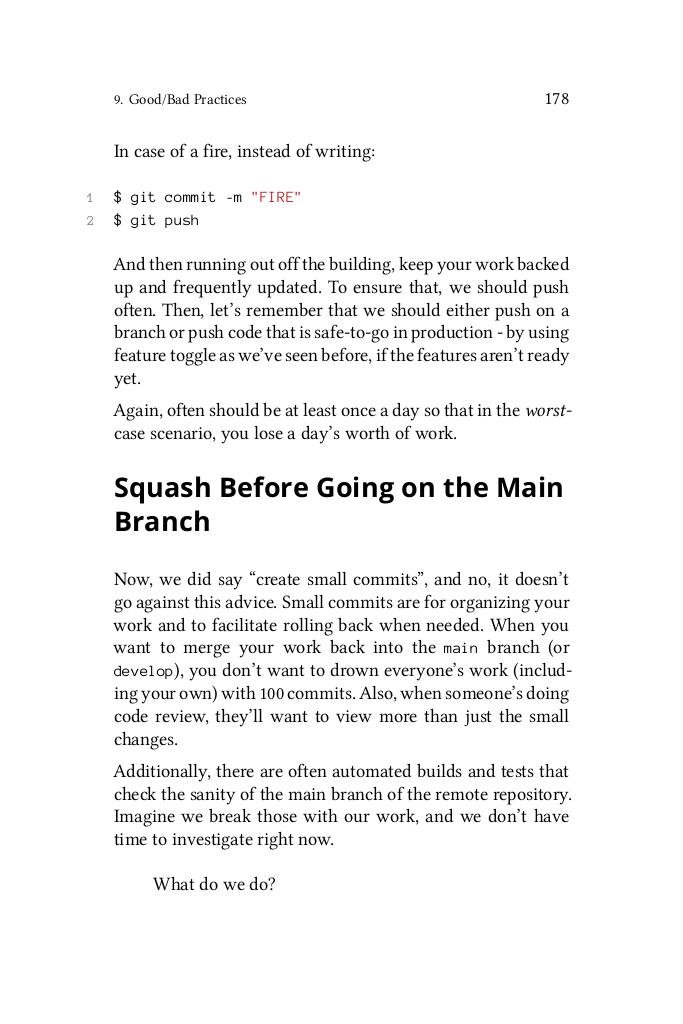 9. Good/Bad Practices 178
In case of a fire, instead of writing:
1 $ git commit -m "FIRE"
2 $ git push
And then running out off the building, keep your work backed
up and frequently updated. To ensure that, we should push
often. Then, let’s remember that we should either push on a
branch or push code that is safe-to-go in production - by using
feature toggle as we’ve seen before, if the features aren’t ready
yet.
Again, often should be at least once a day so that in the worst-
case scenario, you lose a day’s worth of work.
Squash Before Going on the Main
Branch
Now, we did say “create small commits”, and no, it doesn’t
go against this advice. Small commits are for organizing your
work and to facilitate rolling back when needed. When you
want to merge your work back into the main branch (or
develop), you don’t want to drown everyone’s work (includ-
ing your own) with 100 commits. Also, when someone’s doing
code review, they’ll want to view more than just the small
changes.
Additionally, there are often automated builds and tests that
check the sanity of the main branch of the remote repository.
Imagine we break those with our work, and we don’t have
time to investigate right now.
What do we do?